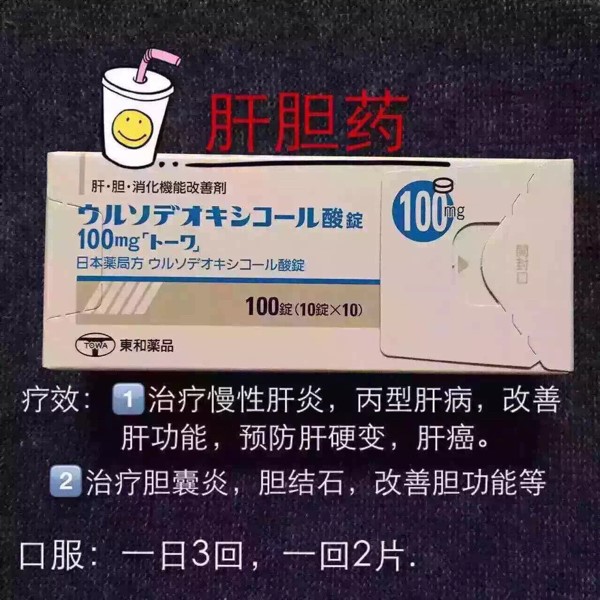 肝胆药
肝・胆・消化機能改善剤
ウルソデオキシコール酸錠
100mg「トーワ」
日本薬局方 ウルソデオキシコール酸錠
100mg
開封口
100錠(10錠×10)
TOWA 東和薬品
疗效：1治疗慢性肝炎，丙型肝病，改善
肝功能，预防肝硬变，肝癌。
2治疗胆囊炎，胆结石，改善胆功能等
口服：一日3回，一回2片.